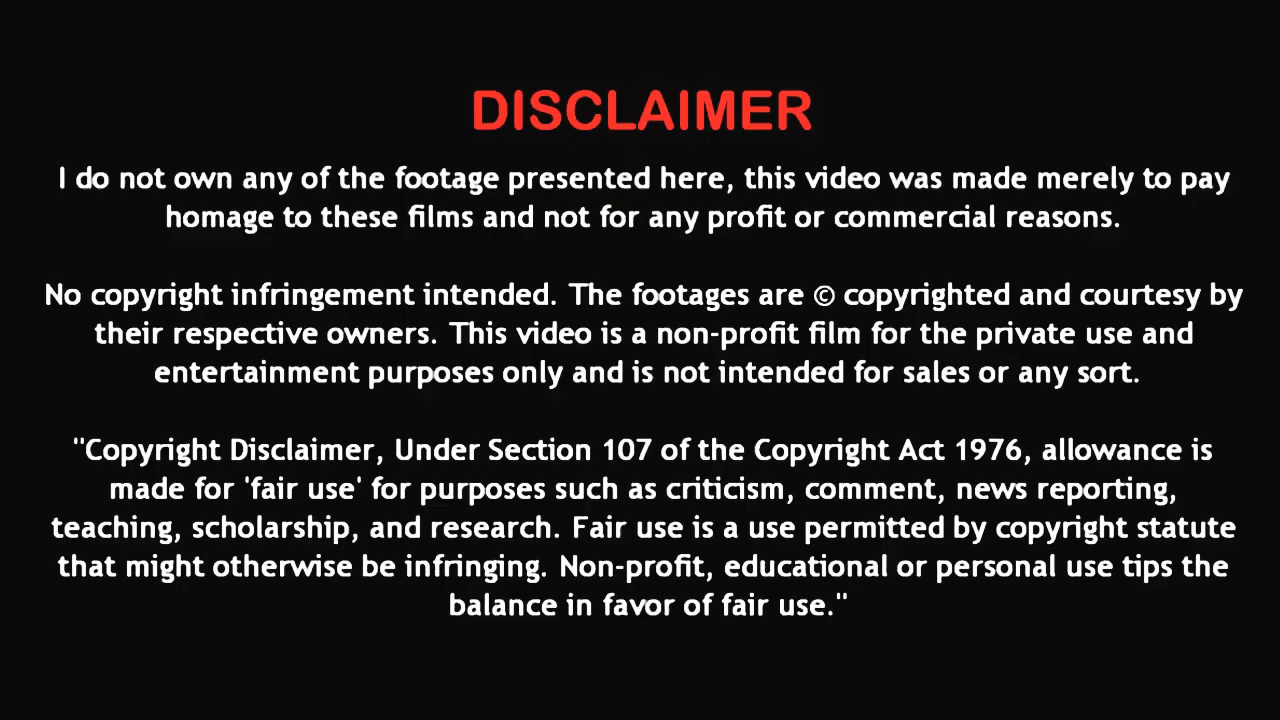 DISCLAIMER
I do not own any of the footage presented here, this video was made merely to pay
homage to these films and not for any profit or commercial reasons.
No copyright infringement intended. The footages are © copyrighted and courtesy by
their respective owners. This video is a non-profit film for the private use and
entertainment purposes only and is not intended for sales or any sort.
"Copyright Disclaimer, Under Section 107 of the Copyright Act 1976, allowance is
made for 'fair use' for purposes such as criticism, comment, news reporting,
teaching, scholarship, and research. Fair use is a use permitted by copyright statute
that might otherwise be infringing. Non-profit, educational or personal use tips the
balance in favor of fair use."